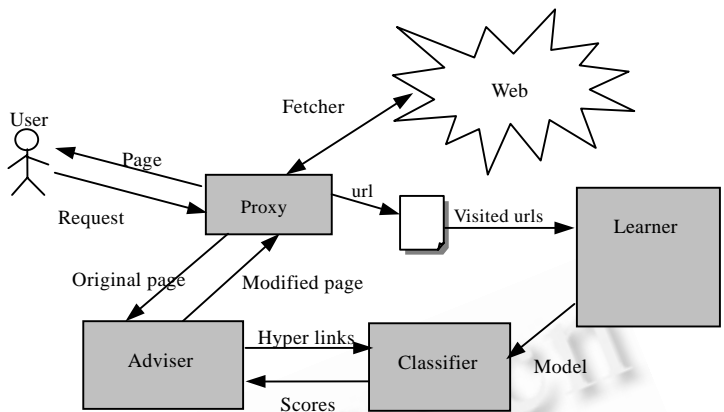 Web
Fetcher
User
Page
Request
Proxy
url
Visited urls
Learner
Original page
Modified page
Adviser
Hyper links
Classifier
Model
Scores